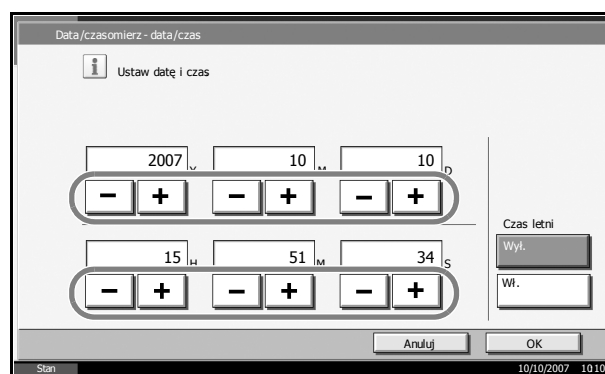 Data/czasomierz - data/czas
i Ustaw datę i czas
2007 Y 10 M 10 D
− + − + − +
Czas letni
Wył.
15 H 51 M 34 S
− + − + − +
Wł.
Anuluj OK
Stan 10/10/2007 10:10